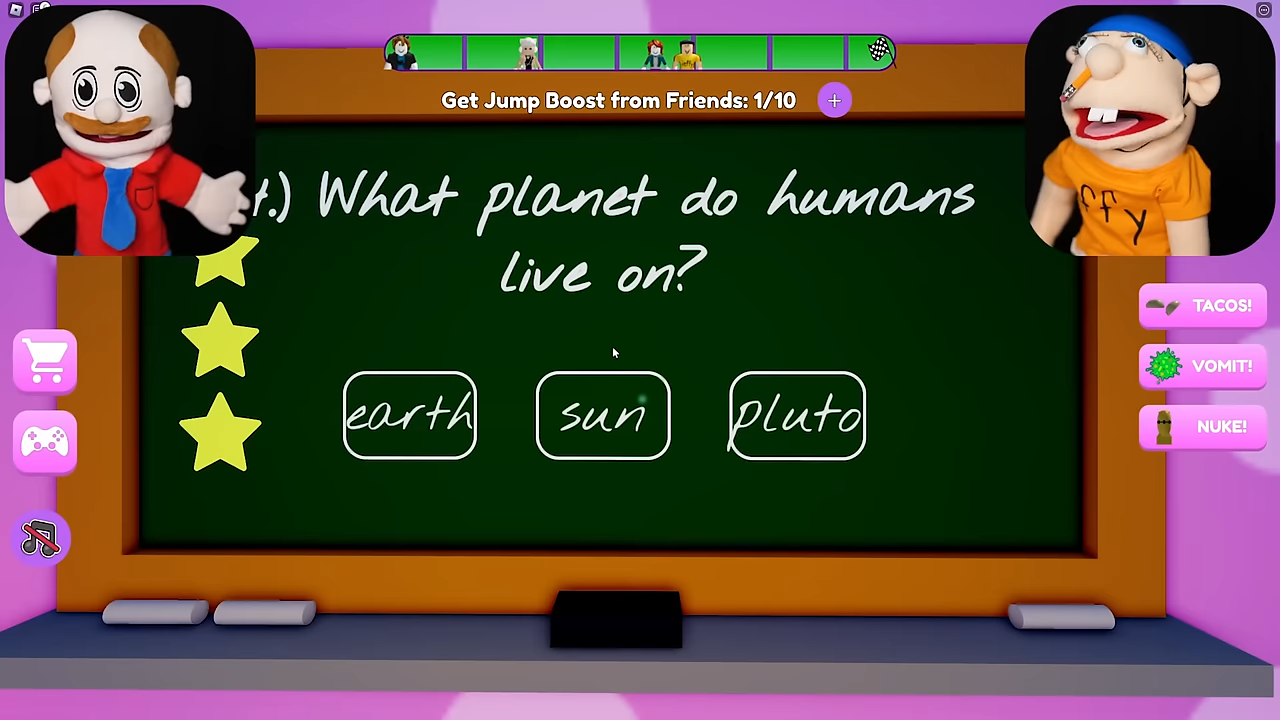 Get Jump Boost from Friends: 1/10
+
t.) What planet do humans
live on?
earth
sun
pluto
TACOS!
VOMIT!
NUKE!
ffy